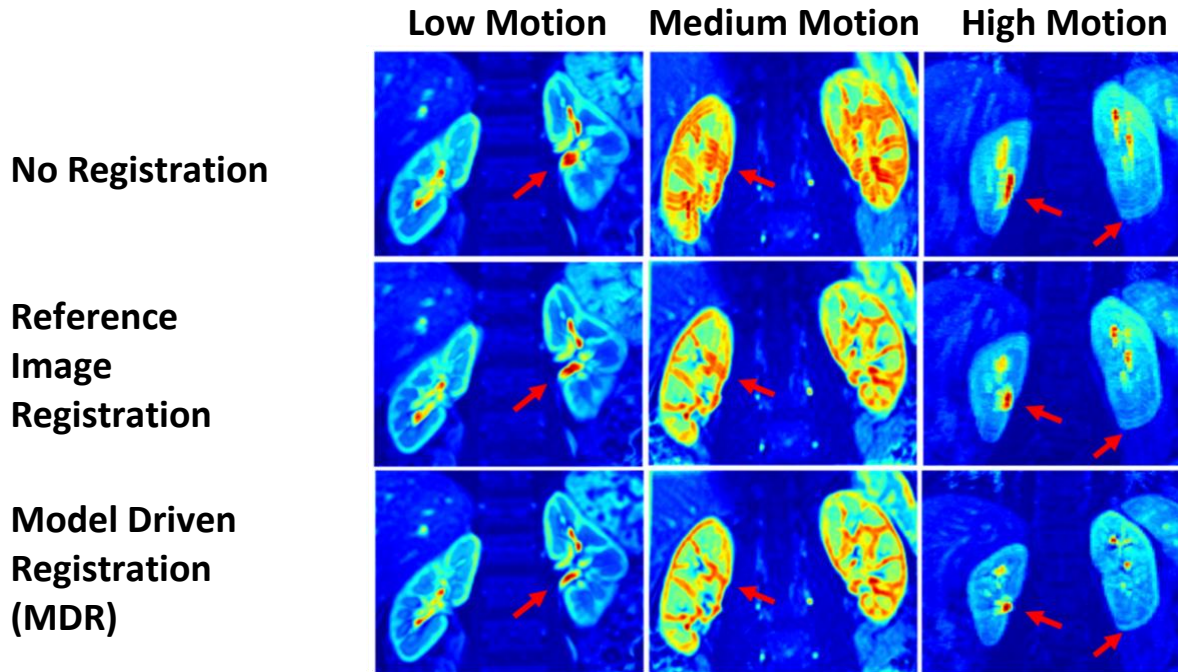 Low Motion Medium Motion High Motion
No Registration
Reference
Image
Registration
Model Driven
Registration
(MDR)